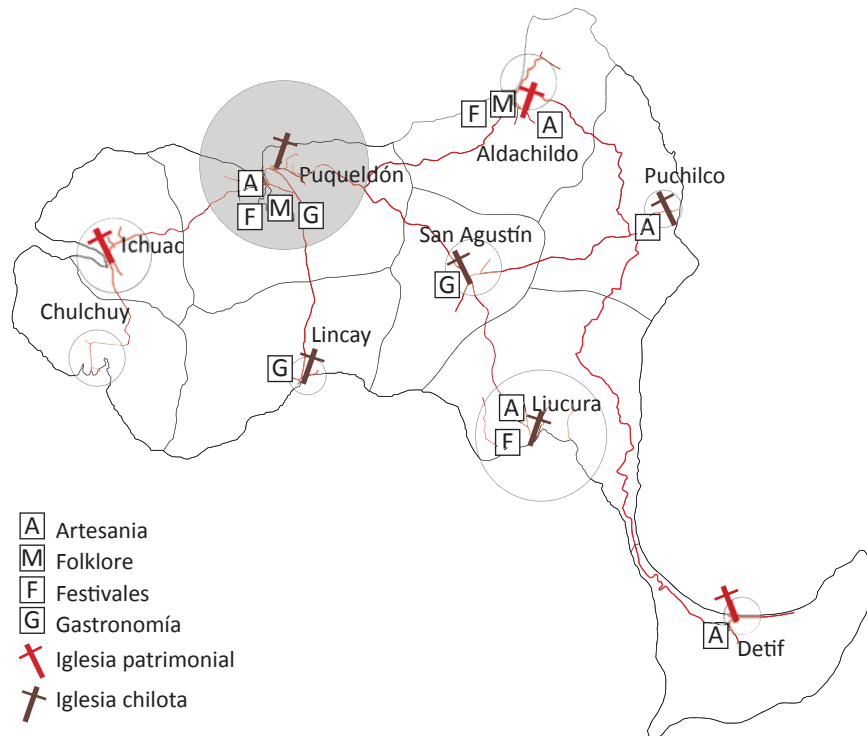 F
M
A
Aldachildo
Puqueldón
A
F
M
G
Puchilco
A
San Agustín
G
Ichuac
Chulchuy
Lincay
G
Liucura
A
F
A Artesania
M Folklore
F Festivales
G Gastronomía
Iglesia patrimonial
Iglesia chilota
A
Detif